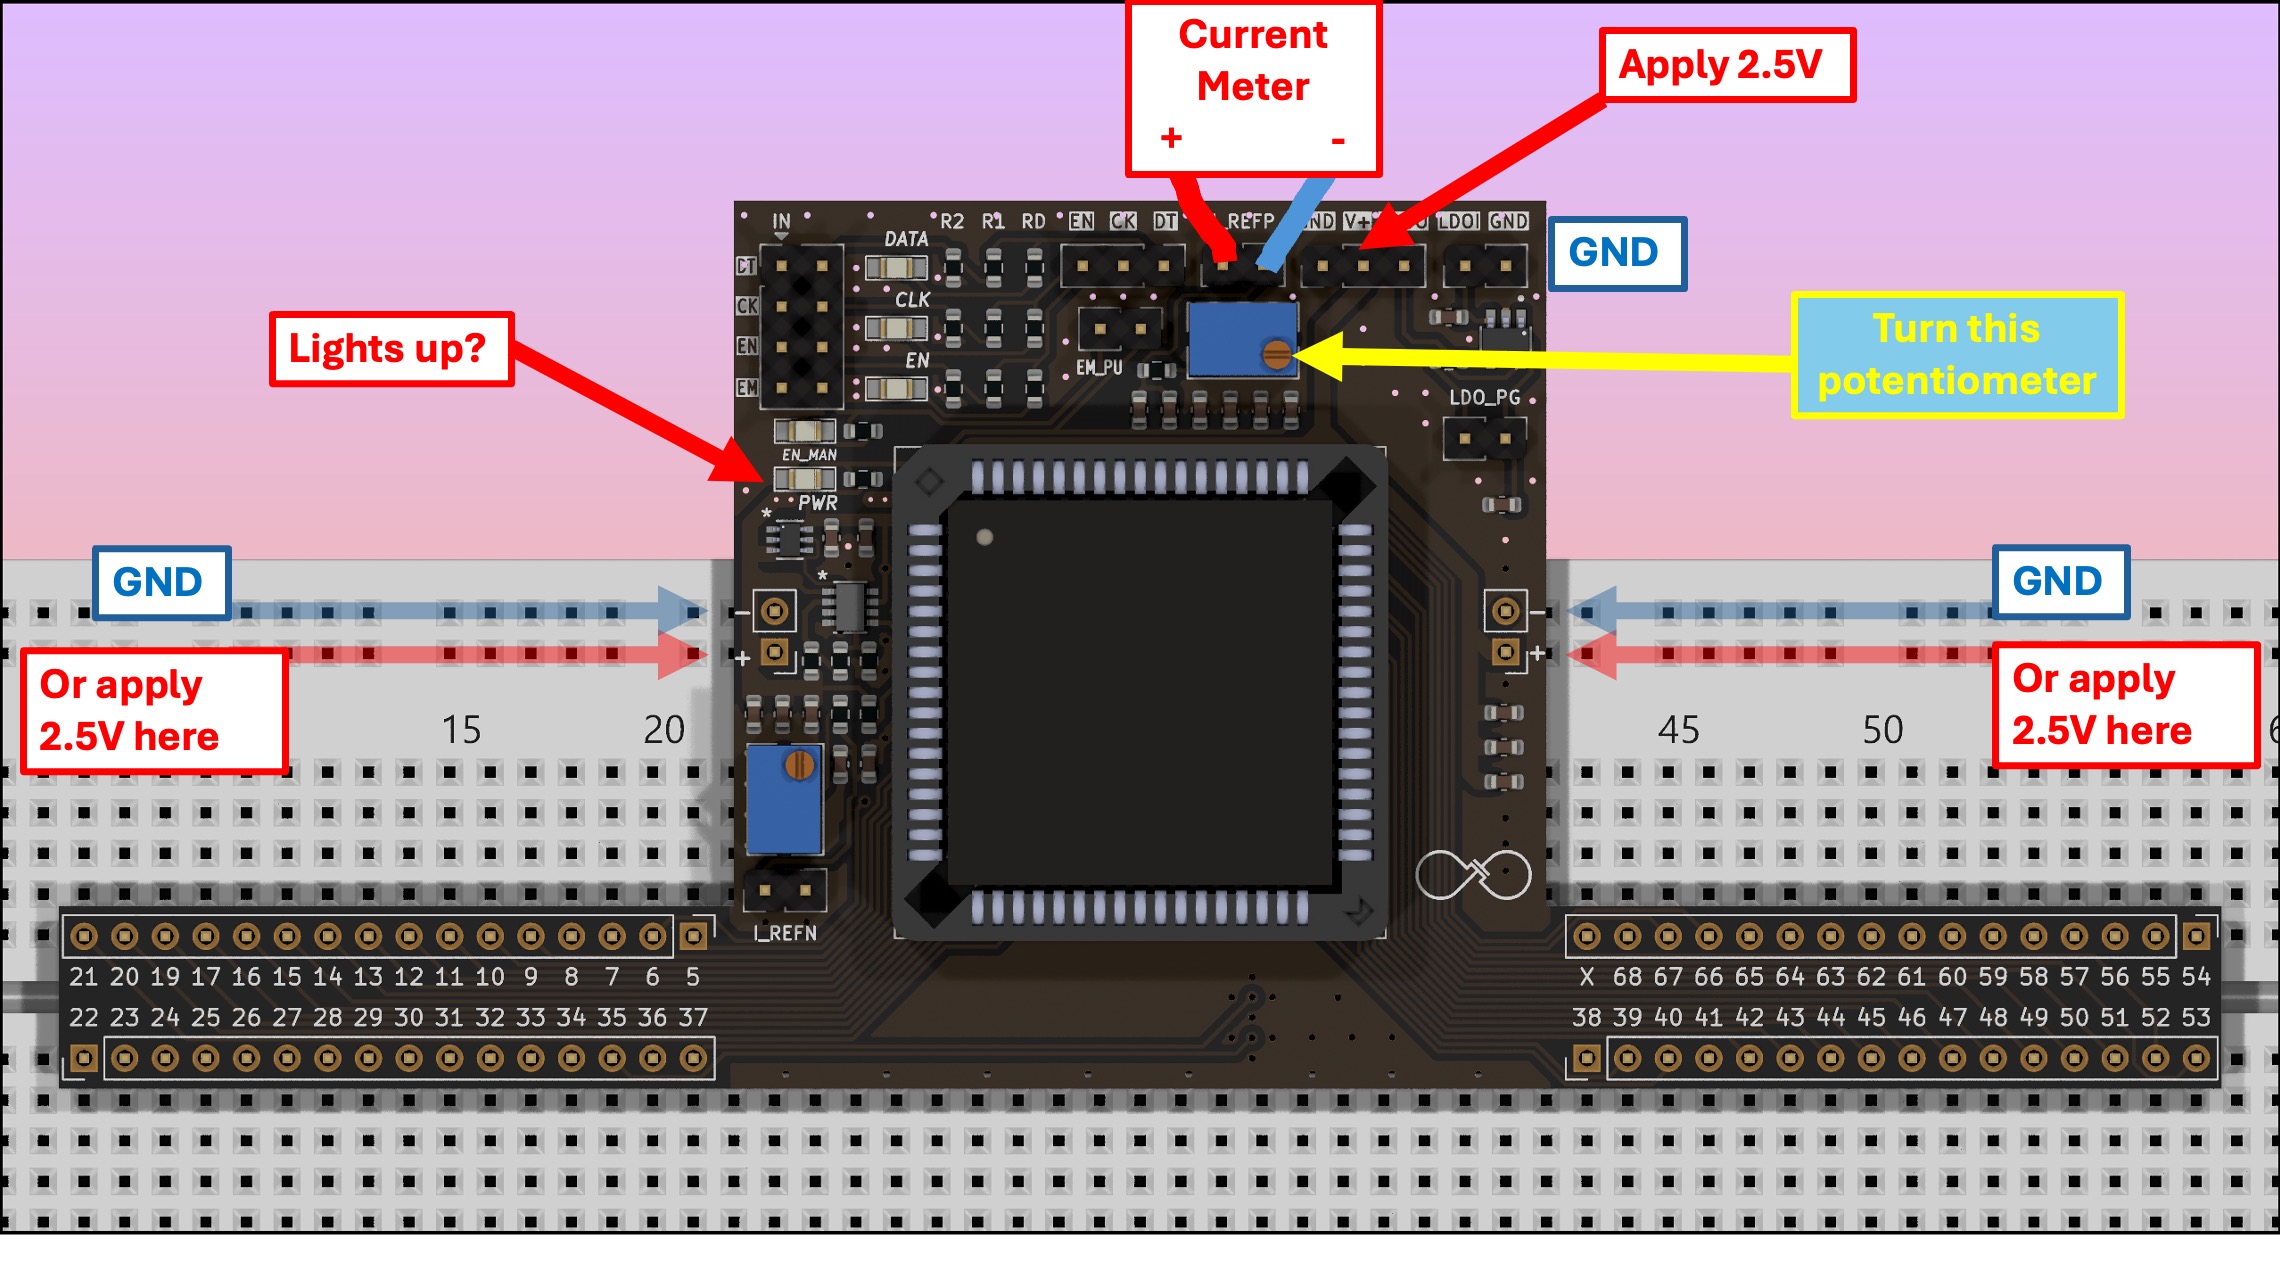 Current
Meter
+ -
Apply 2.5V
IN
R2 R1 RD EN CK DT REFP ND V+ LDOI GND
GND
DATA
DT
CLK
CK
Turn this
potentiometer
Lights up?
EN
EN
EM_PU
EM
LDO_PG
EN_MAN
PWR
*
*
GND
GND
- -
+ +
Or apply
2.5V here
Or apply
2.5V here
15 20 45 50 6
I_REFN
21 20 19 17 16 15 14 13 12 11 10 9 8 7 6 5
X 68 67 66 65 64 63 62 61 60 59 58 57 56 55 54
22 23 24 25 26 27 28 29 30 31 32 33 34 35 36 37
38 39 40 41 42 43 44 45 46 47 48 49 50 51 52 53